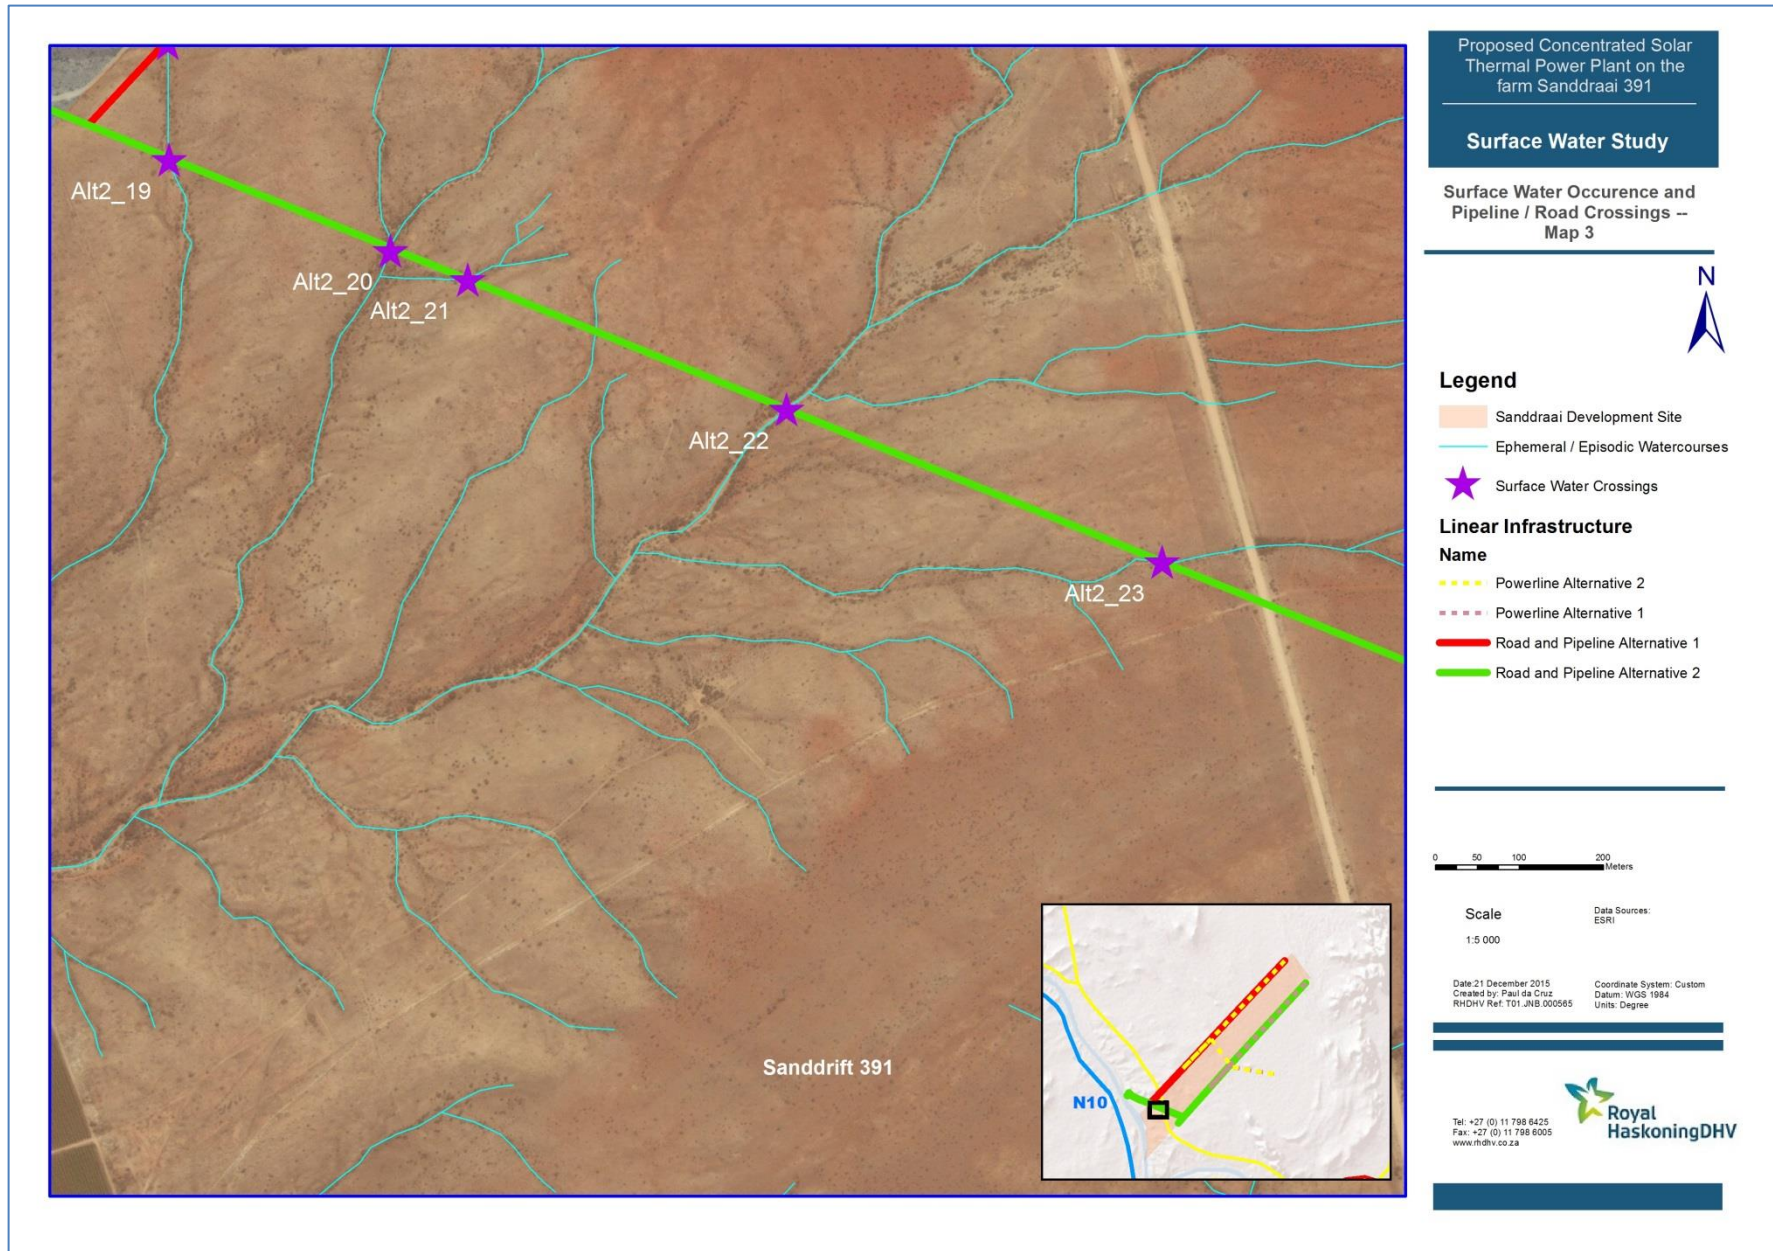 Proposed Concentrated Solar
Thermal Power Plant on the
farm Sanddraai 391
Surface Water Study
Surface Water Occurence and
Pipeline / Road Crossings --
Map 3
N
Legend
Sanddraai Development Site
Ephemeral / Episodic Watercourses
Surface Water Crossings
Linear Infrastructure
Name
Powerline Alternative 2
Powerline Alternative 1
Road and Pipeline Alternative 1
Road and Pipeline Alternative 2
0 50 100 200
Meters
Scale
1:5 000
Data Sources:
ESRI
Date:21 December 2015
Created by: Paul da Cruz
RHDHV Ref: T01.JNB.000565
Coordinate System: Custom
Datum: WGS 1984
Units: Degree
Tel: +27 (0) 11 798 6425
Fax: +27 (0) 11 798 6005
www.rhdhv.co.za
Royal
HaskoningDHV
Alt2_19
Alt2_20
Alt2_21
Alt2_22
Alt2_23
Sanddrift 391
N10